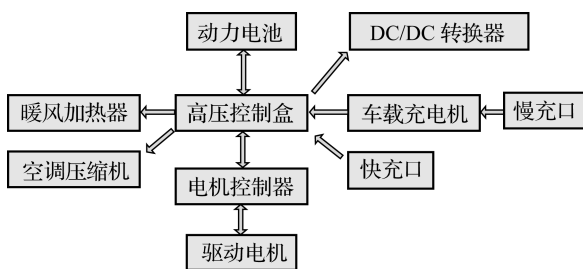 动力电池
DC/DC 转换器
暖风加热器
高压控制盒
车载充电机
慢充口
空调压缩机
电机控制器
快充口
驱动电机